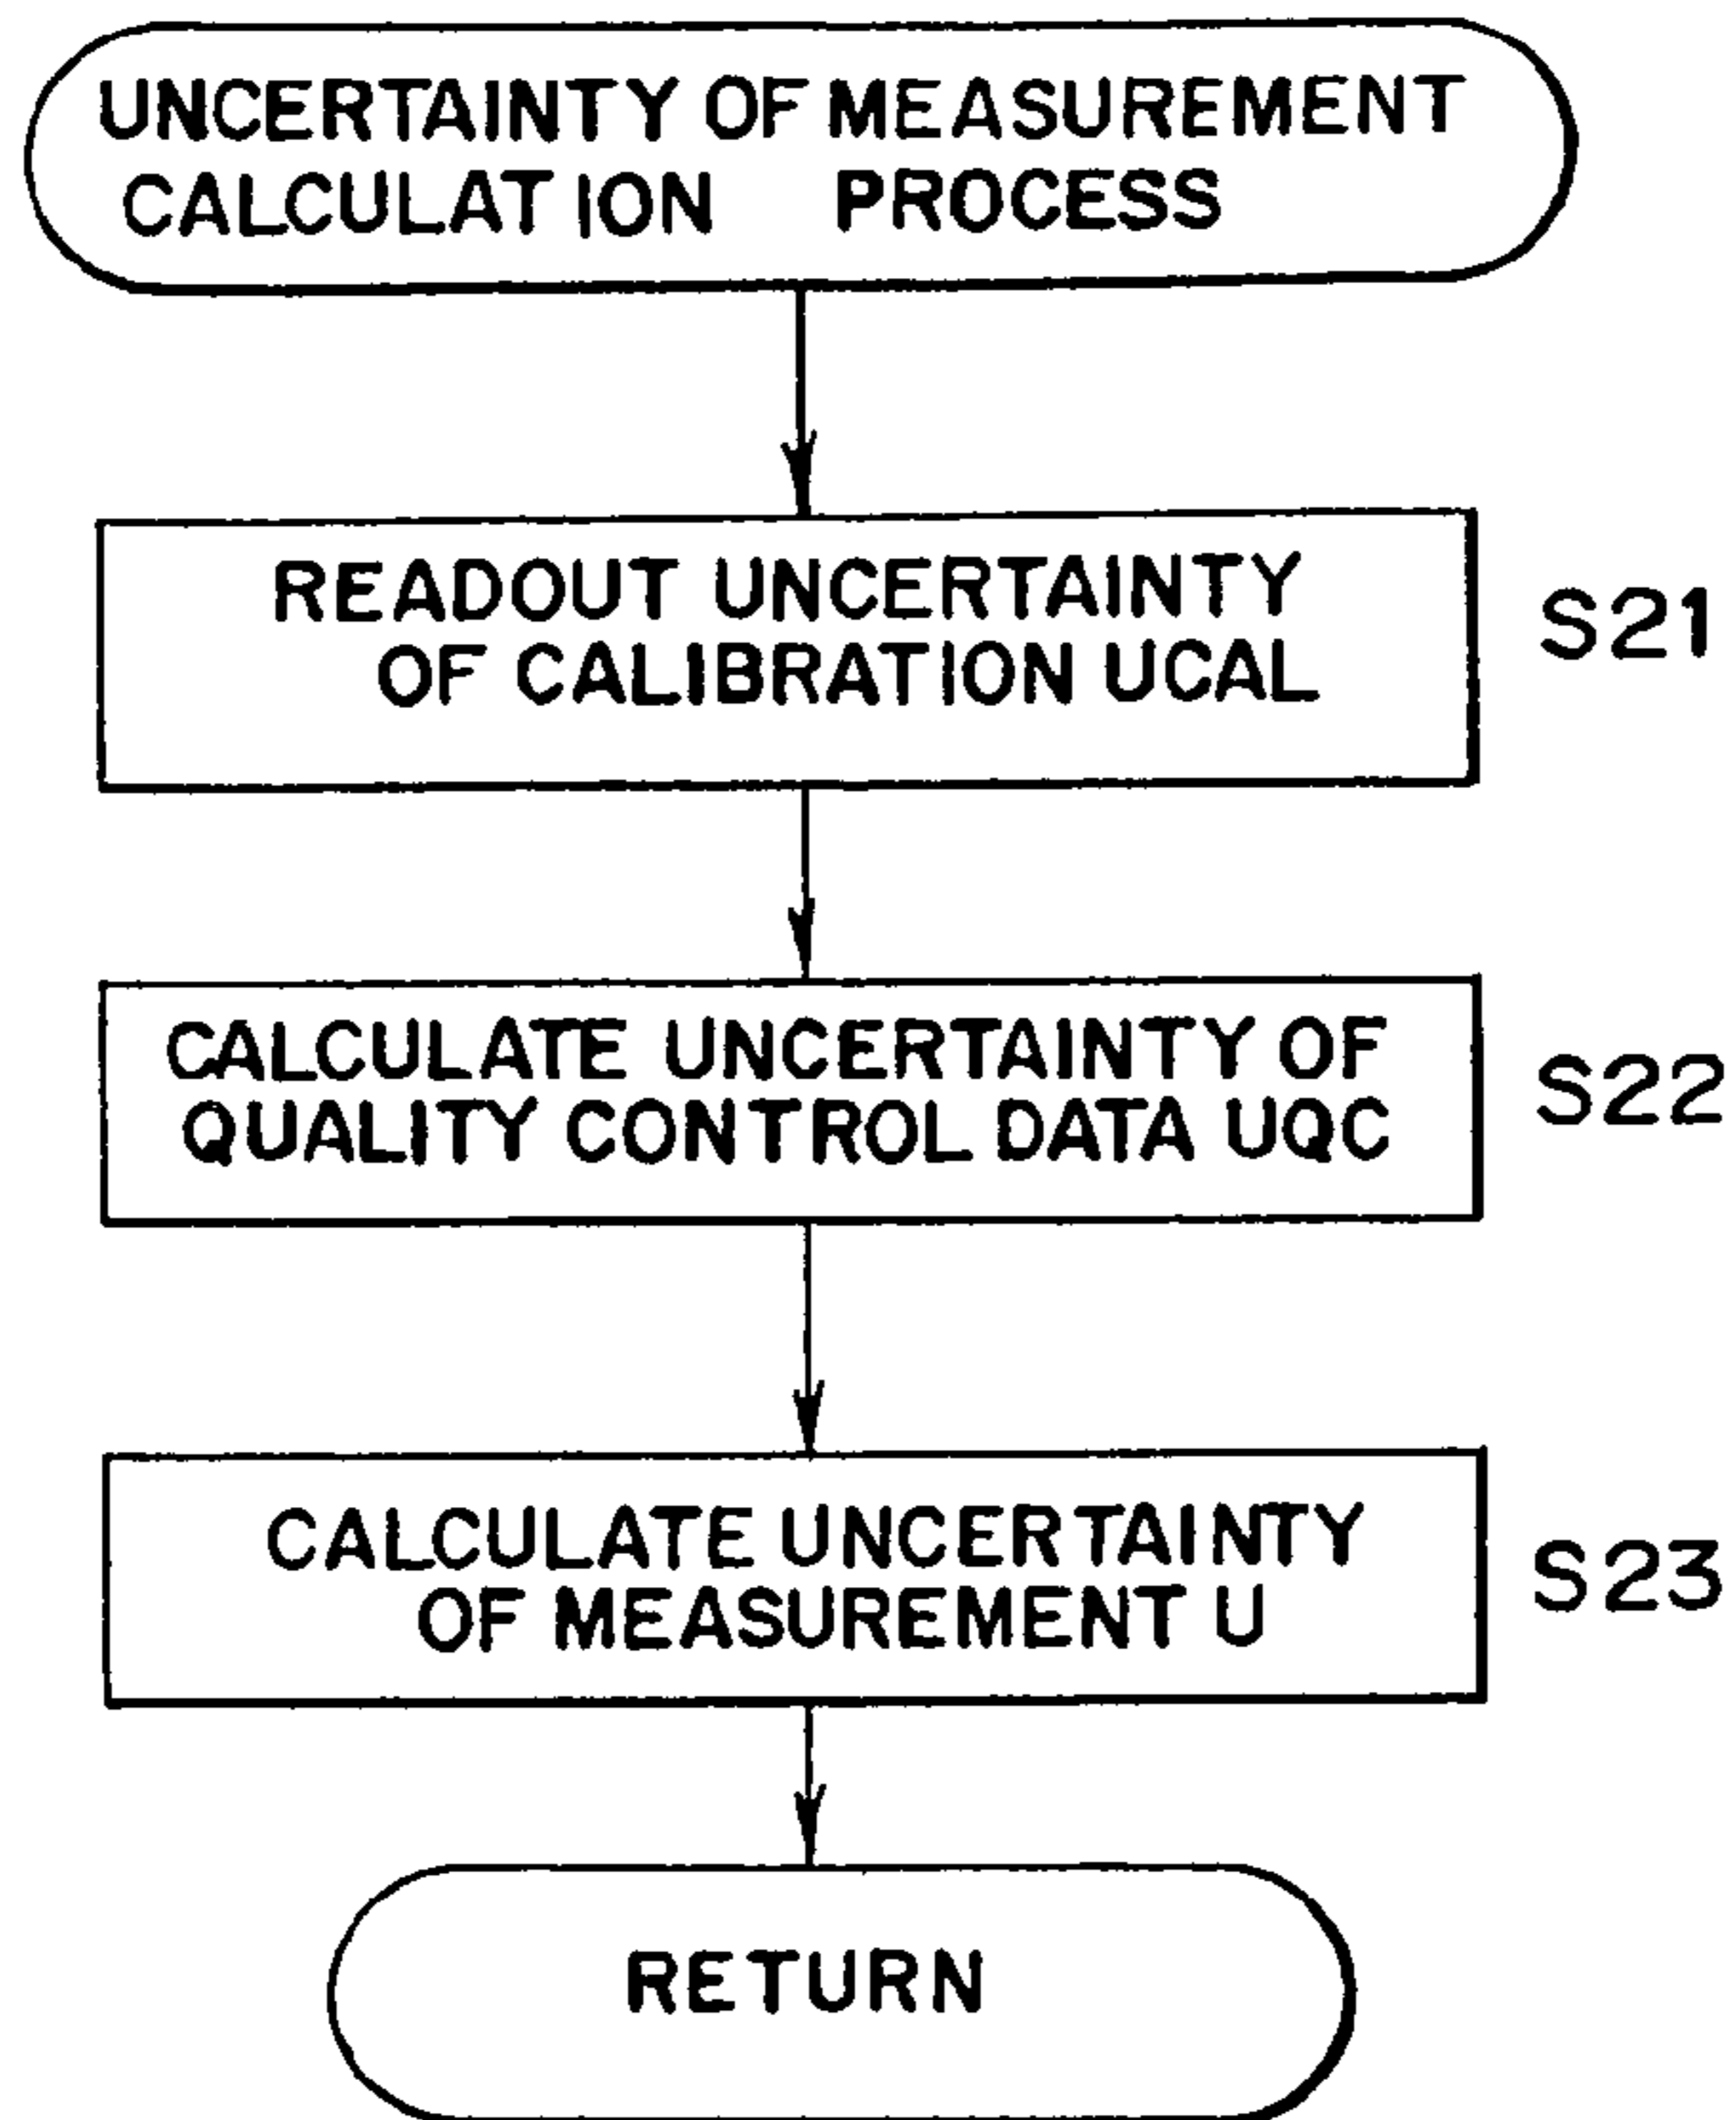 UNCERTAINTY OF MEASUREMENT
CALCULATION PROCESS
READOUT UNCERTAINTY
OF CALIBRATION UCAL
S21
CALCULATE UNCERTAINTY OF
QUALITY CONTROL DATA UQC
S22
CALCULATE UNCERTAINTY
OF MEASUREMENT U
S23
RETURN